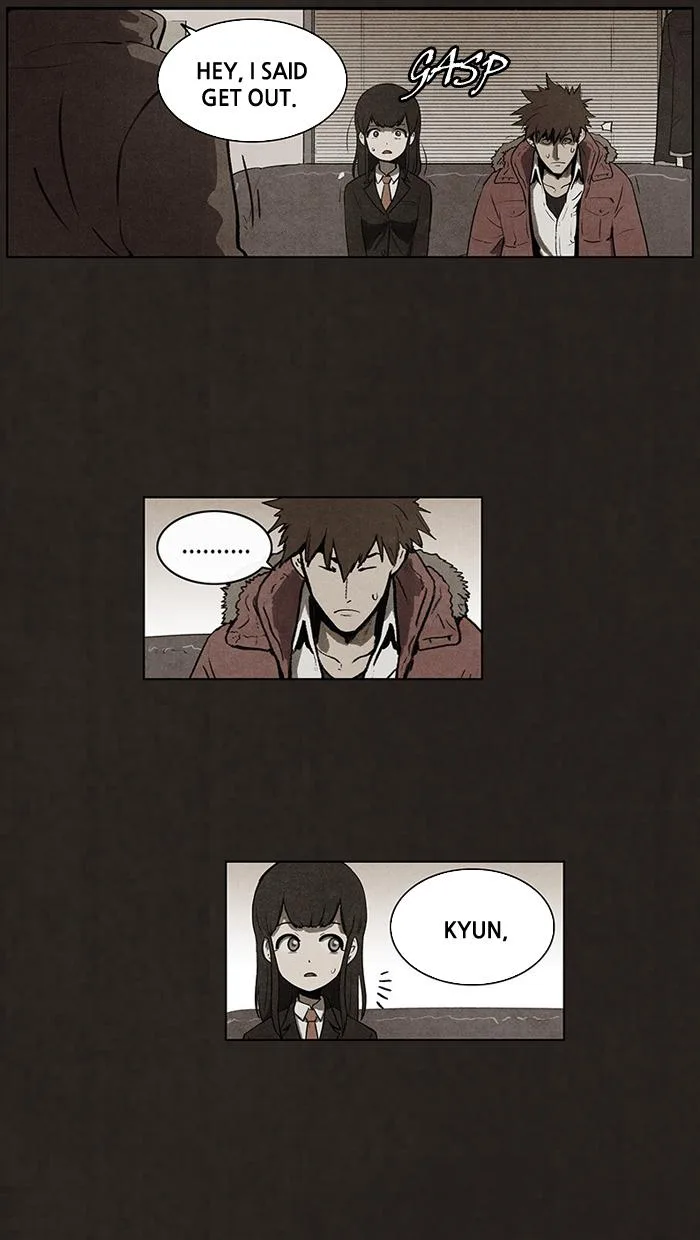 HEY, I SAID
GET OUT.
GASP
..........
KYUN,